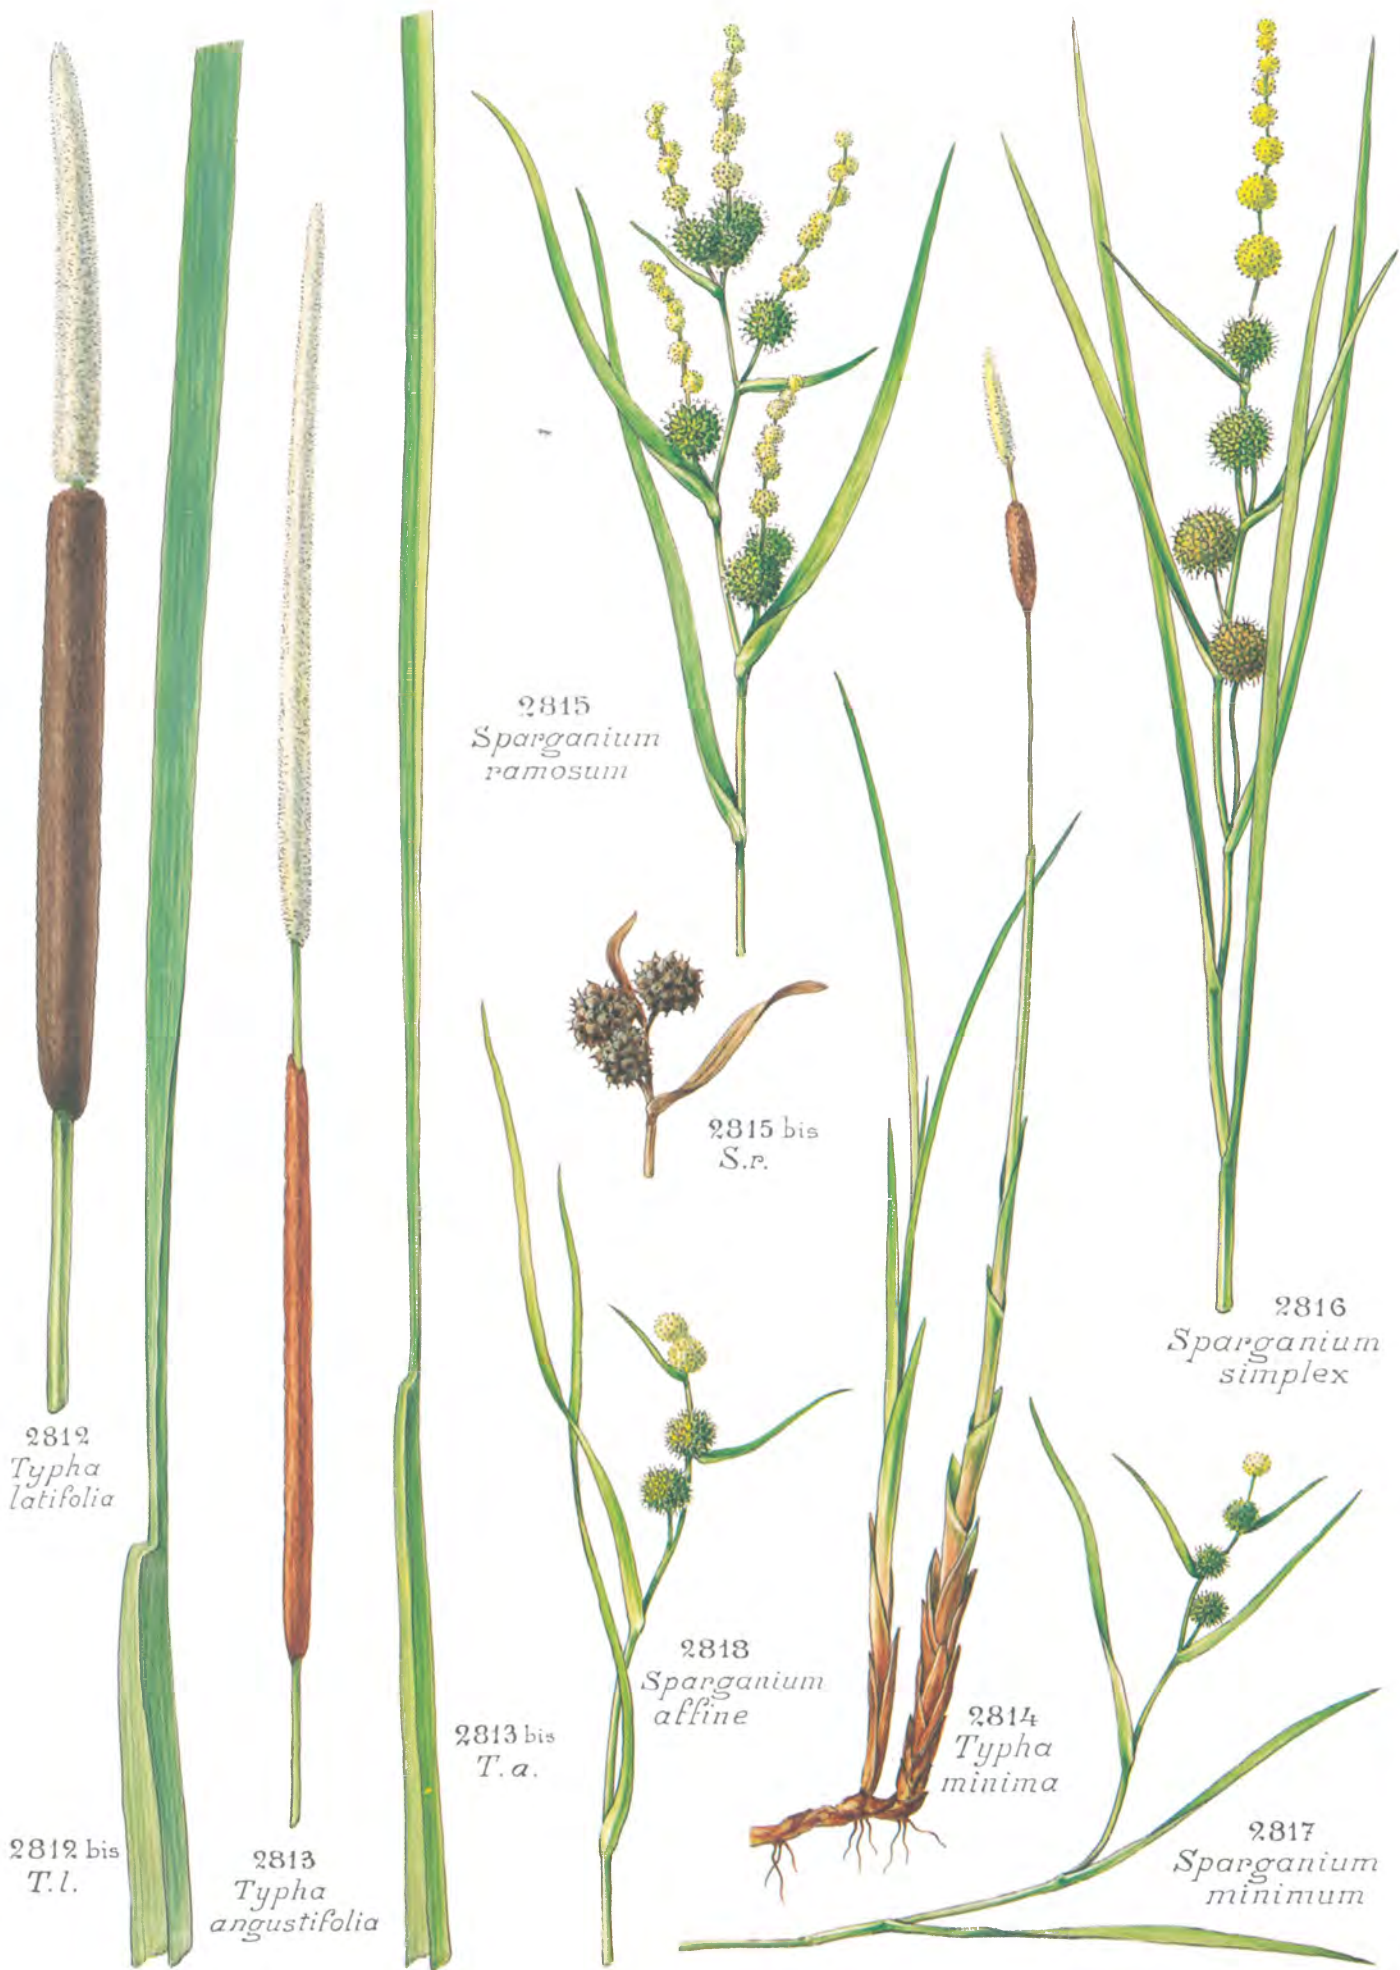 2815
Sparganium
ramosum
2815 bis
S.r.
2816
Sparganium
simplex
2812
Typha
latifolia
2818
Sparganium
affine
2813 bis
T.a.
2814
Typha
minima
2812 bis
T.l.
2813
Typha
angustifolia
2817
Sparganium
minimum